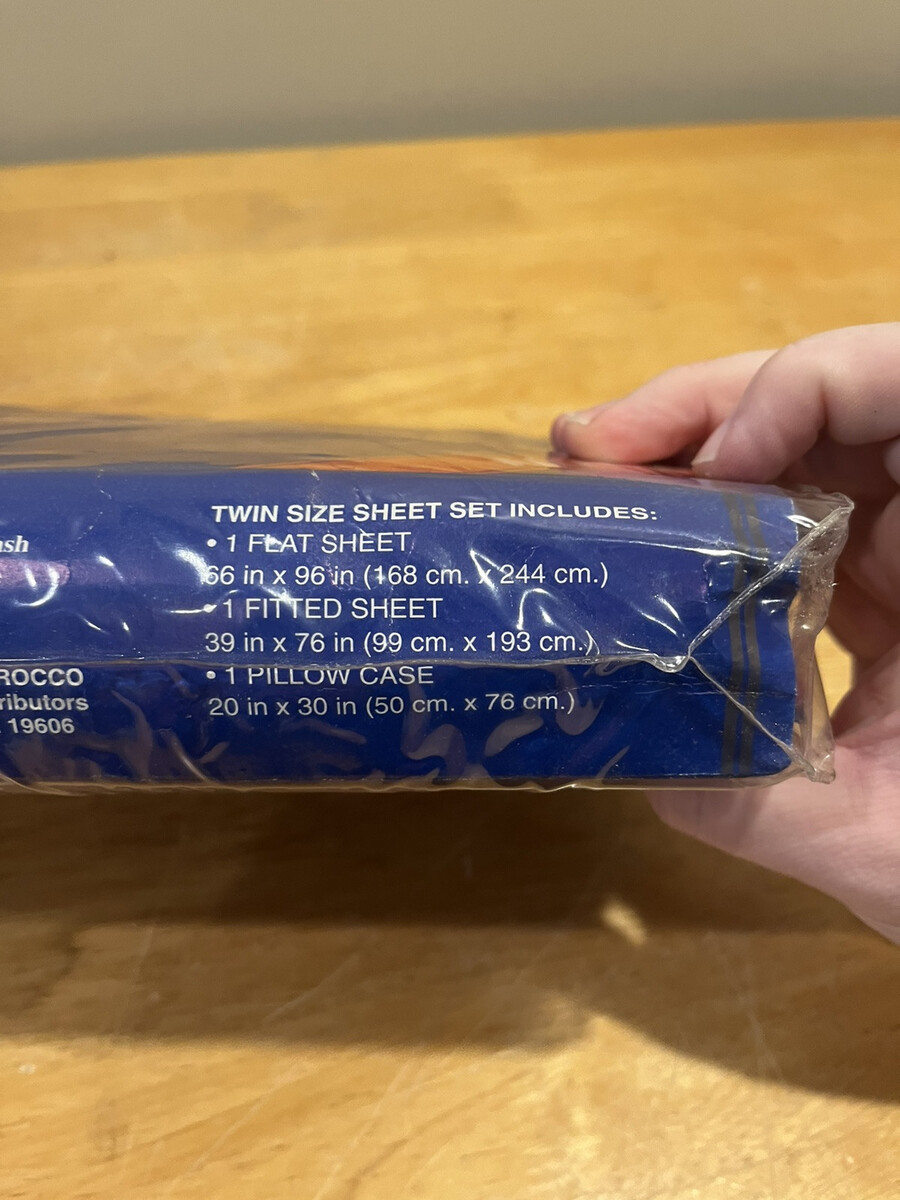 TWIN SIZE SHEET SET INCLUDES:
• 1 FLAT SHEET
66 in x 96 in (168 cm. x 244 cm.)
• 1 FITTED SHEET
39 in x 76 in (99 cm. x 193 cm.)
• 1 PILLOW CASE
20 in x 30 in (50 cm. x 76 cm.)
ash
ROCCO
ributors
19606